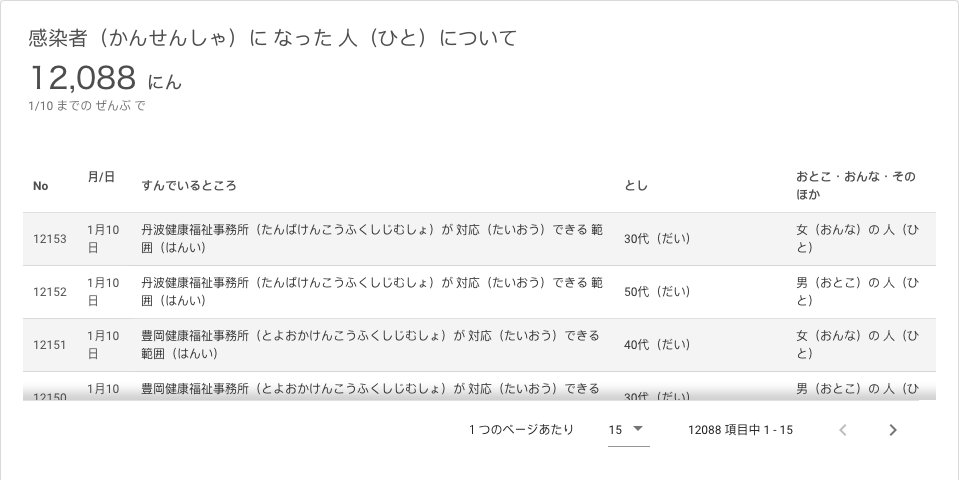 感染者（かんせんしゃ）に なった 人（ひと）について
12,088 にん
1/10 までの ぜんぶ で
No 月/日 すんでいるところ とし おとこ・おんな・その
ほか
12153 1月10 丹波健康福祉事務所（たんばけんこうふくしじむしょ）が 対応（たいおう）できる 範 30代（だい） 女（おんな）の 人（ひ
日 囲（はんい） と）
12152 1月10 丹波健康福祉事務所（たんばけんこうふくしじむしょ）が 対応（たいおう）できる 範 50代（だい） 男（おとこ）の 人（ひ
日 囲（はんい） と）
12151 1月10 豊岡健康福祉事務所（とよおかけんこうふくしじむしょ）が 対応（たいおう）できる 40代（だい） 女（おんな）の 人（ひ
日 範囲（はんい） と）
12150 1月10 豊岡健康福祉事務所（とよおかけんこうふくしじむしょ）が 対応（たいおう）できる 30代（だい） 男（おとこ）の 人（ひ
1 つのページあたり 15 12088 項目中 1 - 15